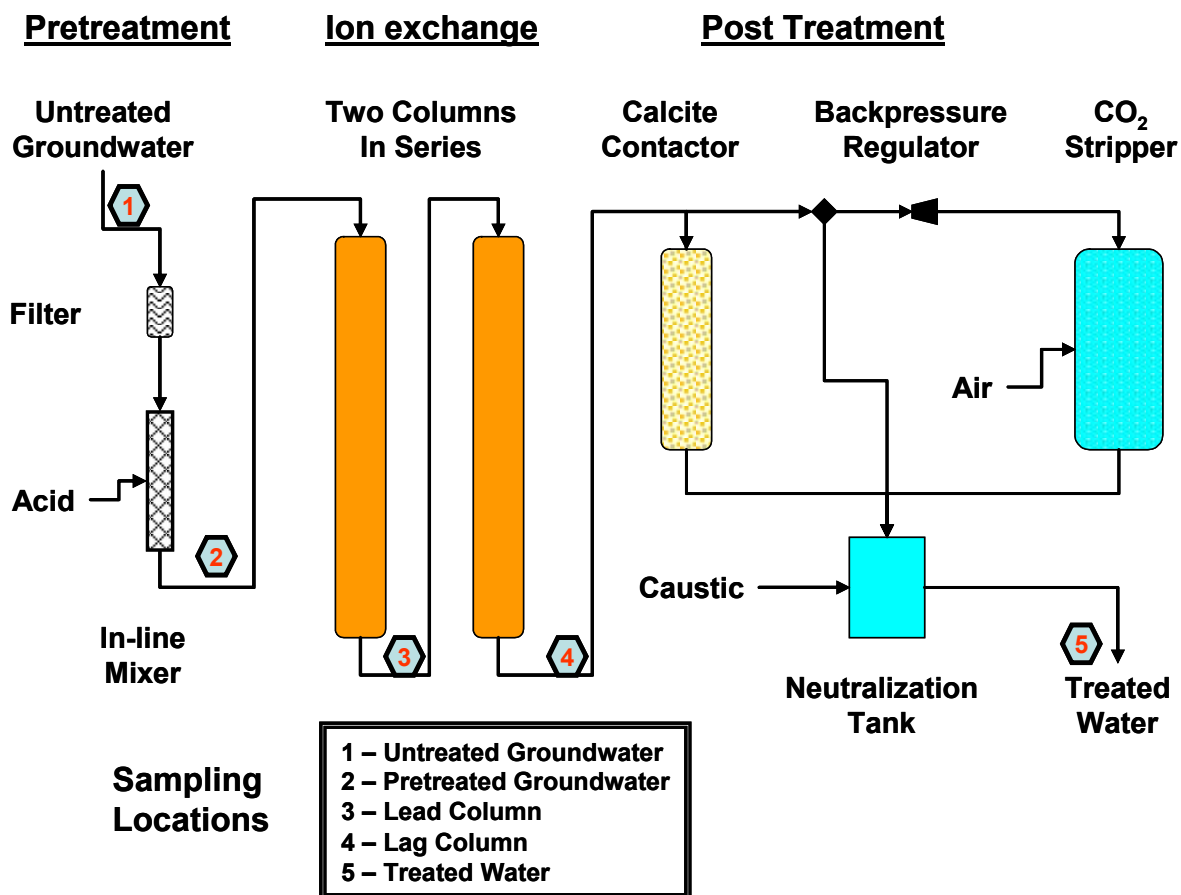 Pretreatment
Ion exchange
Post Treatment
Untreated
Groundwater
Two Columns
In Series
Calcite
Contactor
Backpressure
Regulator
CO₂
Stripper
1
Filter
Air
Acid
2
Caustic
In-line
Mixer
3
4
5
Neutralization
Tank
Treated
Water
Sampling
Locations
1 – Untreated Groundwater
2 – Pretreated Groundwater
3 – Lead Column
4 – Lag Column
5 – Treated Water